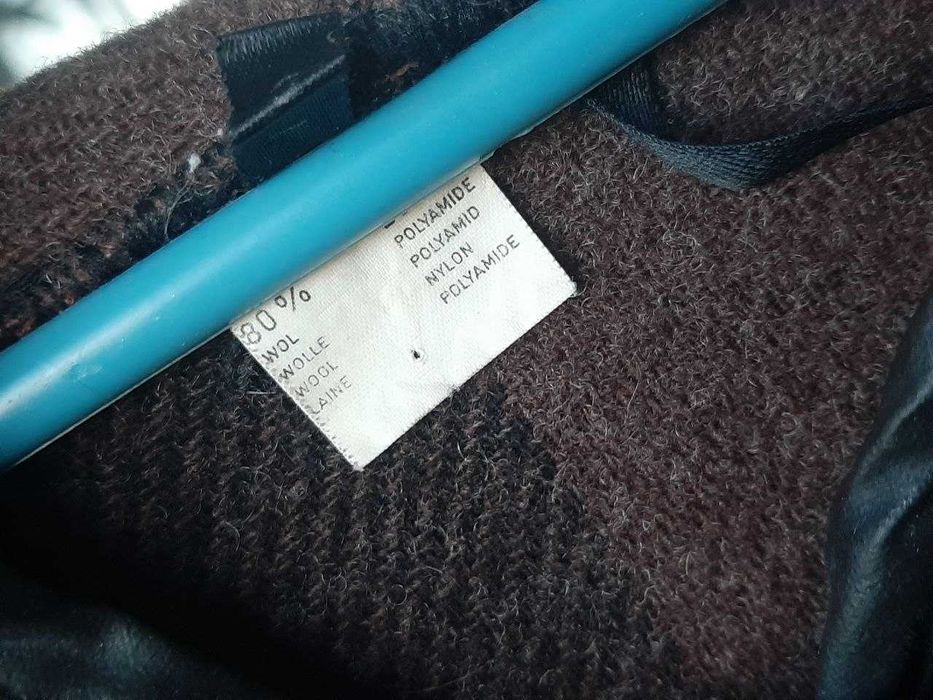 80 %
WOL
WOLLE
WOOL
LAINE
POLYAMIDE
POLYAMID
NYLON
POLYAMIDE